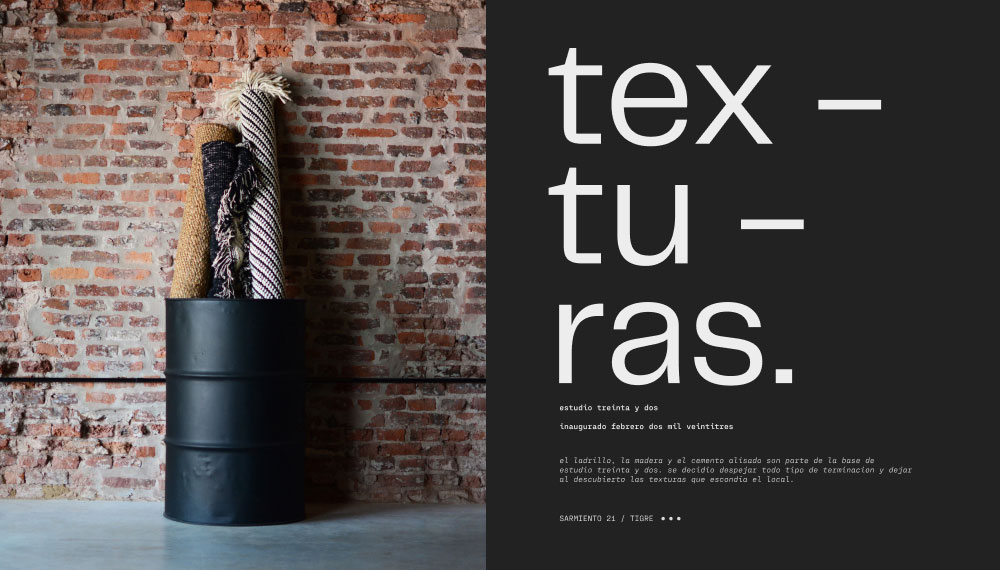 tex –
tu –
ras.
estudio treinta y dos
inaugurado febrero dos mil veintitres
el ladrillo, la madera y el cemento alisado son parte de la base de
estudio treinta y dos. se decidio despejar todo tipo de terminacion y dejar
al descubierto las texturas que escondia el local.
SARMIENTO 21 / TIGRE •••